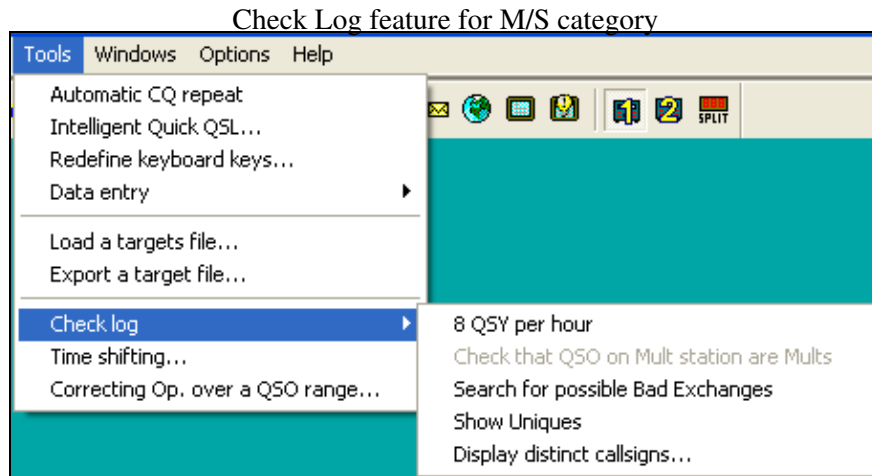 Check Log feature for M/S category
Tools Windows Options Help
Automatic CQ repeat
Intelligent Quick QSL...
Redefine keyboard keys...
Data entry
1 2 SPLIT
Load a targets file...
Export a target file...
Check log
Time shifting...
Correcting Op. over a QSO range...
8 QSY per hour
Check that QSO on Mult station are Mults
Search for possible Bad Exchanges
Show Uniques
Display distinct callsigns...